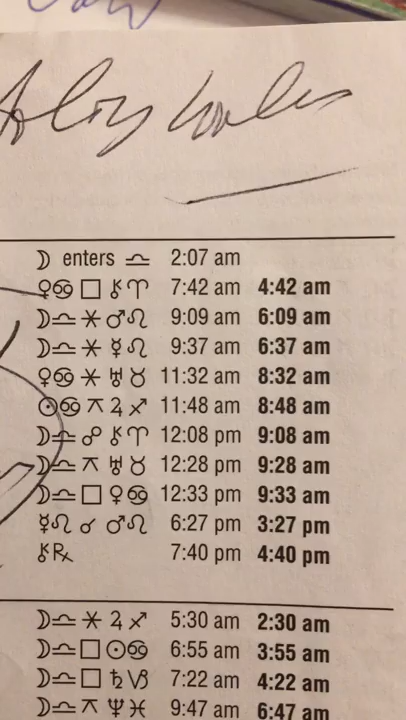 ☽ enters ♎ 2:07 am
♀♋ □ ⚷♈ 7:42 am 4:42 am
☽♎ ⚹ ♂♌ 9:09 am 6:09 am
☽♎ ⚹ ☿♌ 9:37 am 6:37 am
♀♋ ⚹ ♅♉ 11:32 am 8:32 am
☉♋ ⚻ ♃♐ 11:48 am 8:48 am
☽♎ ☍ ⚷♈ 12:08 pm 9:08 am
☽♎ ⚻ ♅♉ 12:28 pm 9:28 am
☽♎ □ ♀♋ 12:33 pm 9:33 am
☿♌ ☌ ♂♌ 6:27 pm 3:27 pm
⚷℞ 7:40 pm 4:40 pm
☽♎ ⚹ ♃♐ 5:30 am 2:30 am
☽♎ □ ☉♋ 6:55 am 3:55 am
☽♎ □ ♄♑ 7:22 am 4:22 am
☽♎ ⚻ ♆♓ 9:47 am 6:47 am